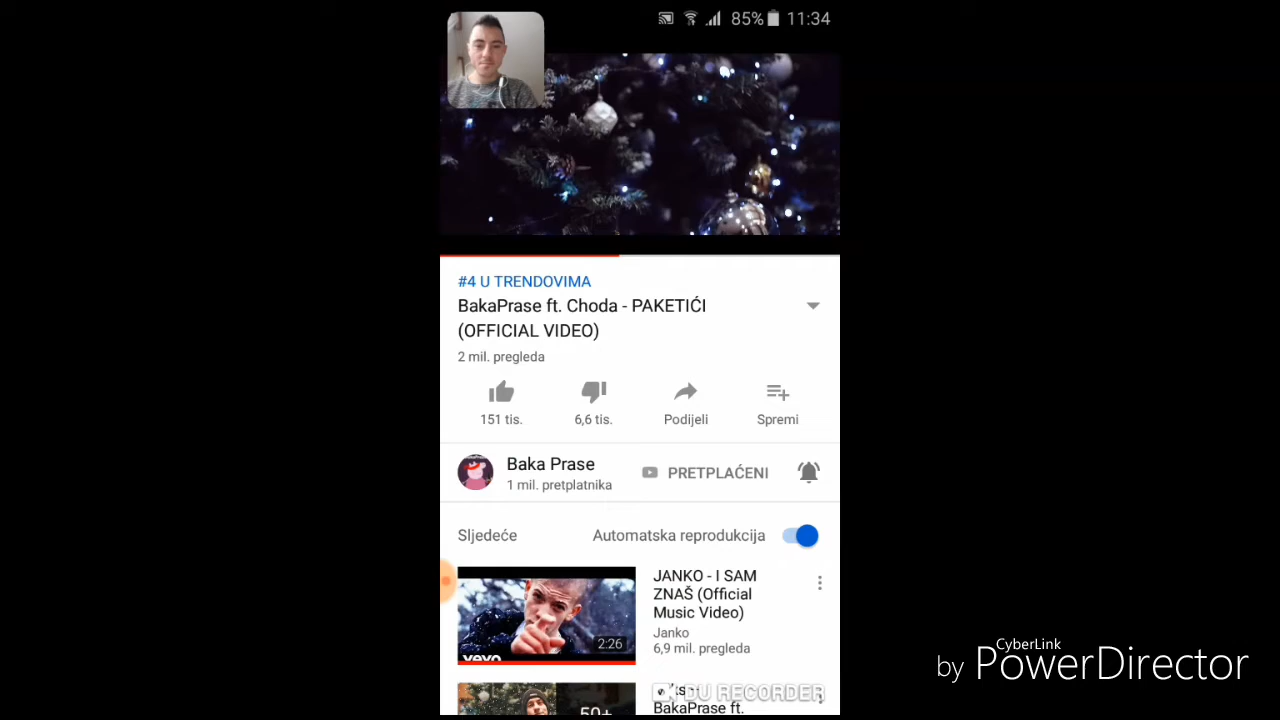 85% 11:34
#4 U TRENDOVIMA
BakaPrase ft. Choda - PAKETIĆI
(OFFICIAL VIDEO)
2 mil. pregleda
151 tis. 6,6 tis. Podijeli Spremi
Baka Prase
1 mil. pretplatnika
PRETPLAĆENI
Sljedeće Automatska reprodukcija
JANKO - I SAM
ZNAŠ (Official
Music Video)
Janko
6,9 mil. pregleda
2:26
vevo
50+
BakaPrase ft.
DU RECORDER
CyberLink
by PowerDirector